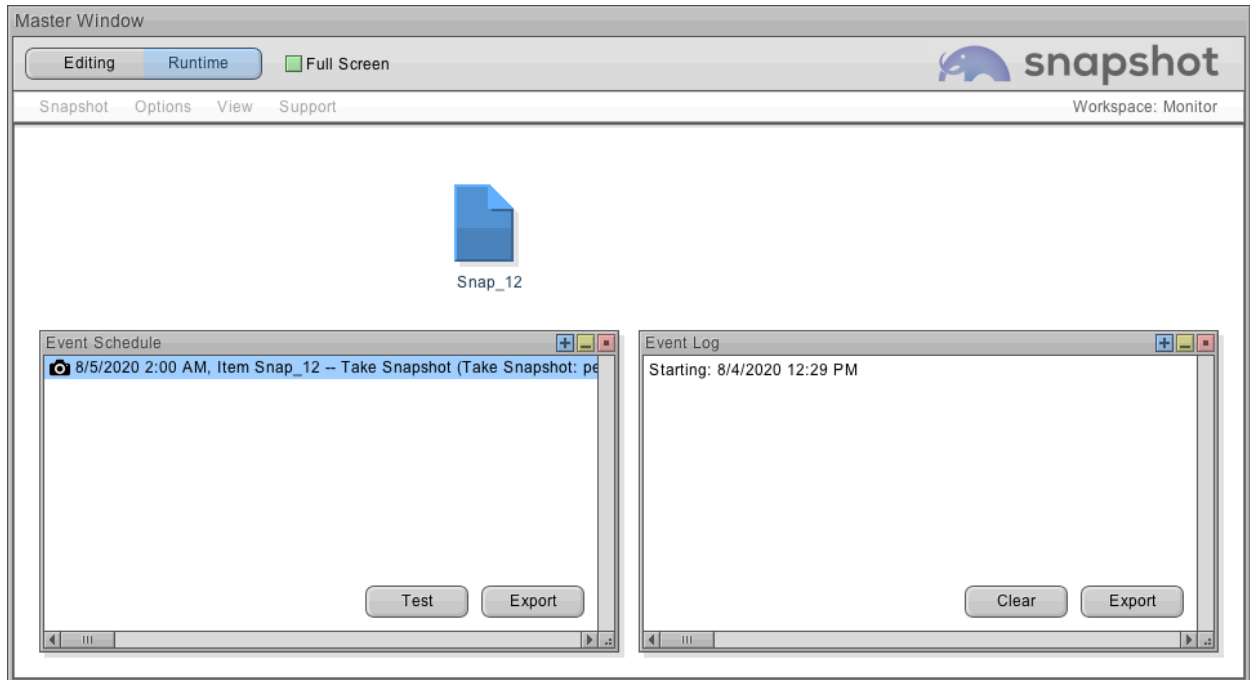 Master Window
Editing Runtime Full Screen snapshot
Snapshot Options View Support Workspace: Monitor
Snap_12
Event Schedule
8/5/2020 2:00 AM, Item Snap_12 -- Take Snapshot (Take Snapshot: pe
Test Export
Event Log
Starting: 8/4/2020 12:29 PM
Clear Export